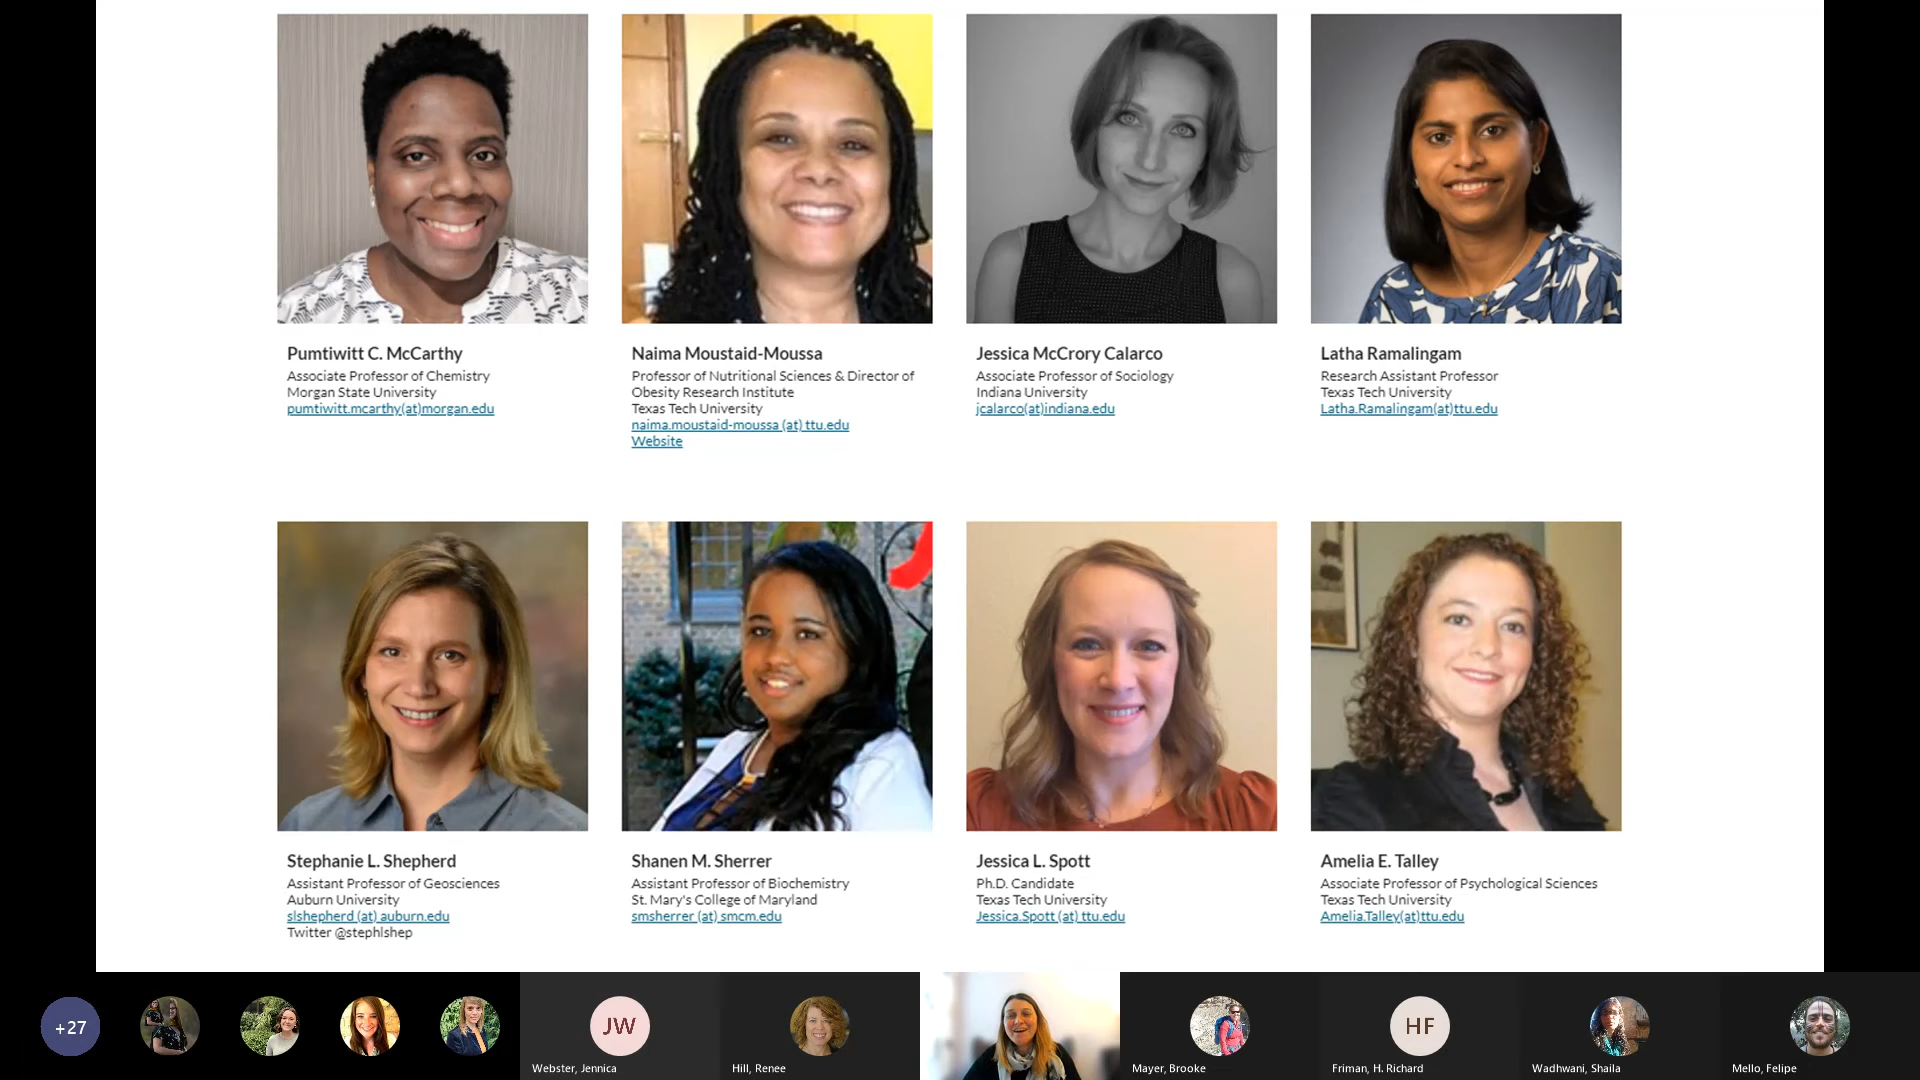 Pumtiwitt C. McCarthy
Associate Professor of Chemistry
Morgan State University
pumtiwitt.mcarthy(at)morgan.edu
Naima Moustaid-Moussa
Professor of Nutritional Sciences & Director of
Obesity Research Institute
Texas Tech University
naima.moustaid-moussa (at) ttu.edu
Website
Jessica McCrory Calarco
Associate Professor of Sociology
Indiana University
jcalarco(at)indiana.edu
Latha Ramalingam
Research Assistant Professor
Texas Tech University
Latha.Ramalingam(at)ttu.edu
Stephanie L. Shepherd
Assistant Professor of Geosciences
Auburn University
slshepherd (at) auburn.edu
Twitter @stephlshep
Shanen M. Sherrer
Assistant Professor of Biochemistry
St. Mary's College of Maryland
smsherrer (at) smcm.edu
Jessica L. Spott
Ph.D. Candidate
Texas Tech University
Jessica.Spott (at) ttu.edu
Amelia E. Talley
Associate Professor of Psychological Sciences
Texas Tech University
Amelia.Talley(at)ttu.edu
+27
JW
Webster, Jennica
Hill, Renee
Mayer, Brooke
HF
Friman, H. Richard
Wadhwani, Shaila
Mello, Felipe